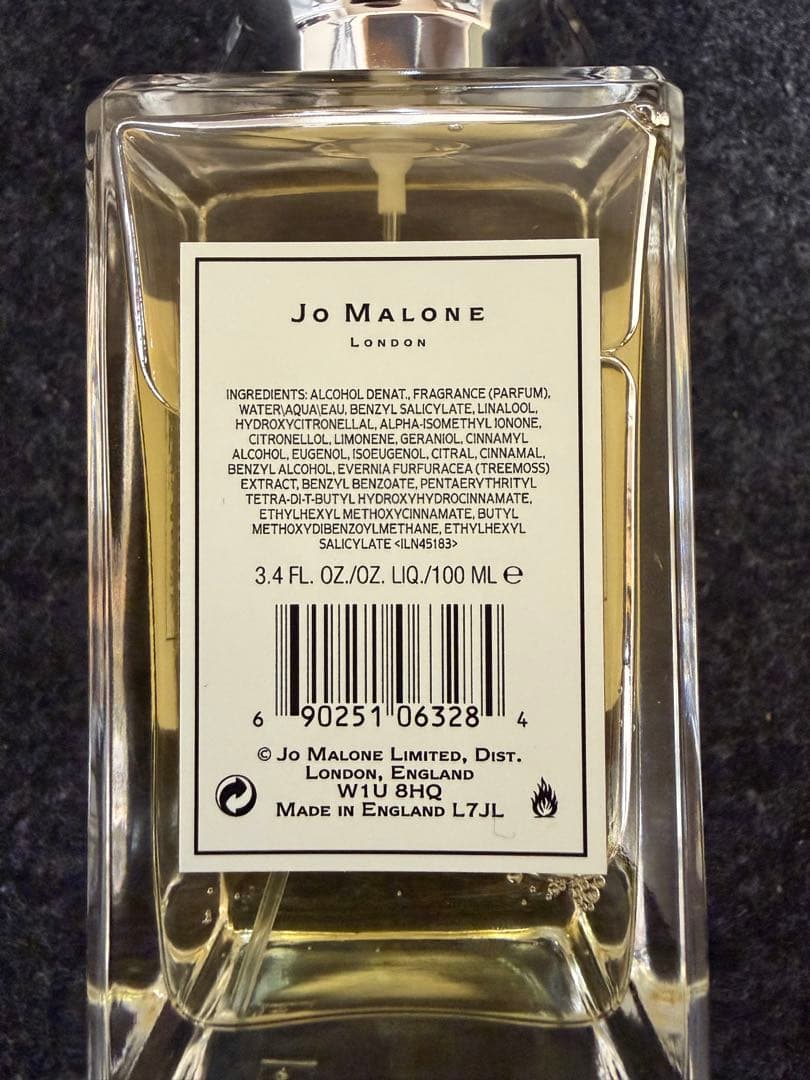 JO MALONE
LONDON
INGREDIENTS: ALCOHOL DENAT., FRAGRANCE (PARFUM),
WATER\AQUA\EAU, BENZYL SALICYLATE, LINALOOL,
HYDROXYCITRONELLAL, ALPHA-ISOMETHYL IONONE,
CITRONELLOL, LIMONENE, GERANIOL, CINNAMYL
ALCOHOL, EUGENOL, ISOEUGENOL, CITRAL, CINNAMAL,
BENZYL ALCOHOL, EVERNIA FURFURACEA (TREEMOSS)
EXTRACT, BENZYL BENZOATE, PENTAERYTHRITYL
TETRA-DI-T-BUTYL HYDROXYHYDROCINNAMATE,
ETHYLHEXYL METHOXYCINNAMATE, BUTYL
METHOXYDIBENZOYLMETHANE, ETHYLHEXYL
SALICYLATE <ILN45183>
3.4 FL. OZ./OZ. LIQ./100 ML ℮
6 90251 06328 4
© JO MALONE LIMITED, DIST.
LONDON, ENGLAND
W1U 8HQ
MADE IN ENGLAND L7JL